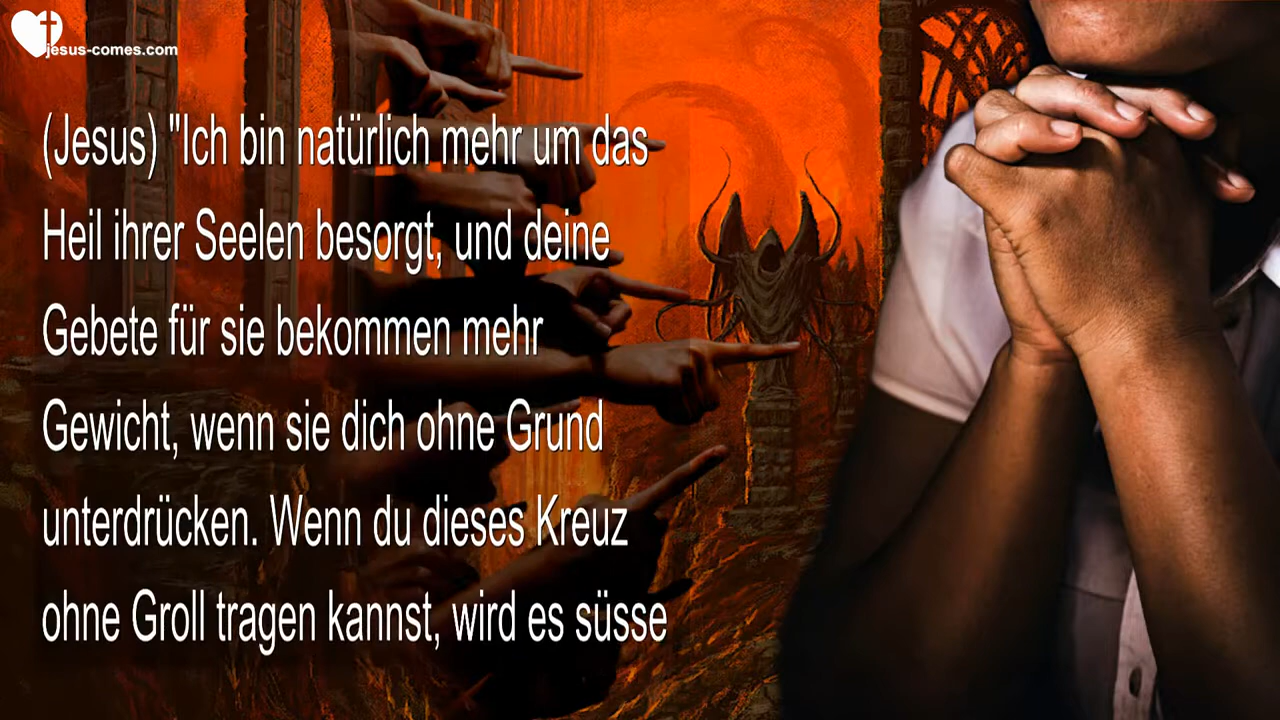 jesus-comes.com
(Jesus) "Ich bin natürlich mehr um das
Heil ihrer Seelen besorgt, und deine
Gebete für sie bekommen mehr
Gewicht, wenn sie dich ohne Grund
unterdrücken. Wenn du dieses Kreuz
ohne Groll tragen kannst, wird es süsse